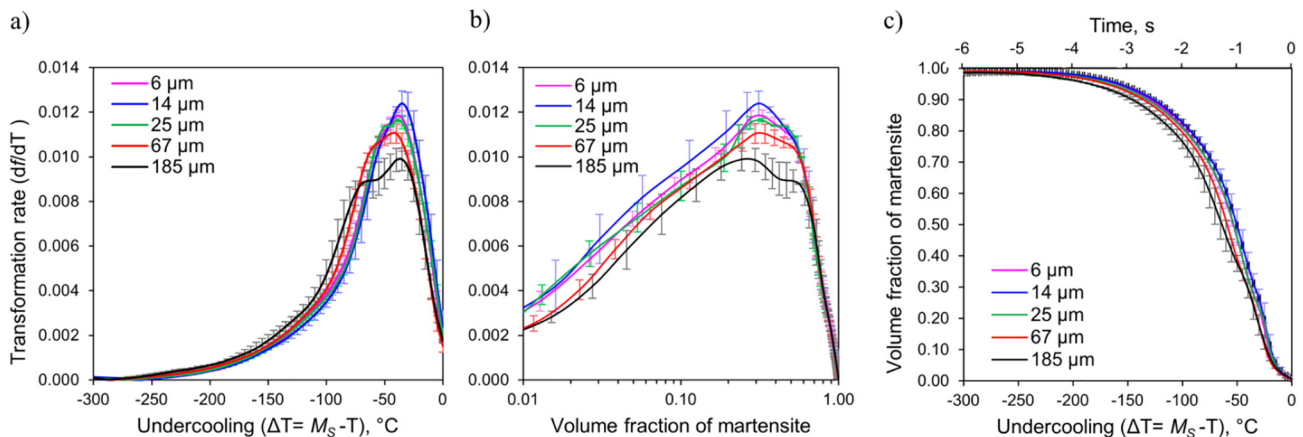 a)
Transformation rate (df/dT)
0.014
0.012
0.010
0.008
0.006
0.004
0.002
0.000
6 µm
14 µm
25 µm
67 µm
185 µm
-300 -250 -200 -150 -100 -50 0
Undercooling (ΔT= MS-T), °C
b)
0.014
0.012
0.010
0.008
0.006
0.004
0.002
0.000
6 µm
14 µm
25 µm
67 µm
185 µm
0.01 0.10 1.00
Volume fraction of martensite
c)
Time, s
-6 -5 -4 -3 -2 -1 0
Volume fraction of martensite
1.00
0.90
0.80
0.70
0.60
0.50
0.40
0.30
0.20
0.10
0.00
6 µm
14 µm
25 µm
67 µm
185 µm
-300 -250 -200 -150 -100 -50 0
Undercooling (ΔT= MS-T), °C